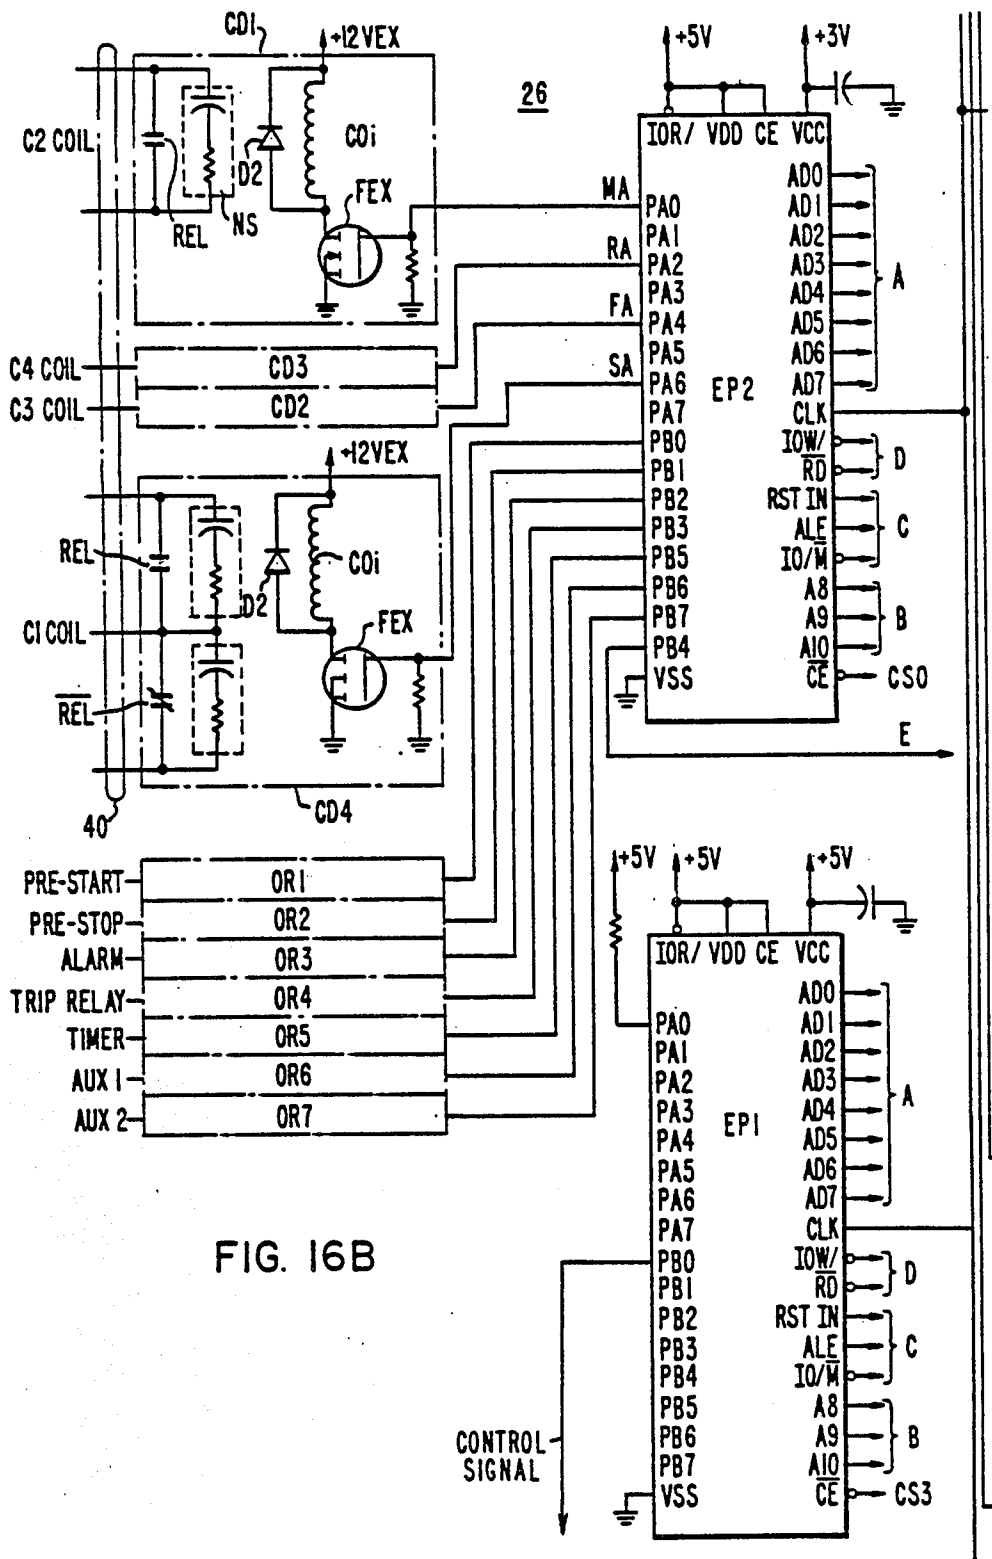 CD1
+12VEX
+5V
+3V
26
C2 COIL
D2
COi
FEX
REL
NS
IOR/ VDD CE VCC
MA
RA
FA
SA
PA0
PA1
PA2
PA3
PA4
PA5
PA6
PA7
PB0
PB1
PB2
PB3
PB5
PB6
PB7
PB4
VSS
EP2
AD0
AD1
AD2
AD3
AD4
AD5
AD6
AD7
CLK
IOW/
RD
RST IN
ALE
IO/M
A8
A9
A10
CE
A
D
C
B
CS0
E
C4 COIL
CD3
C3 COIL
CD2
+12VEX
REL
D2
COi
FEX
C1 COIL
REL
40
CD4
PRE-START
OR1
PRE-STOP
OR2
ALARM
OR3
TRIP RELAY
OR4
TIMER
OR5
AUX 1
OR6
AUX 2
OR7
+5V
+5V
+5V
IOR/ VDD CE VCC
PA0
PA1
PA2
PA3
PA4
PA5
PA6
PA7
PB0
PB1
PB2
PB3
PB4
PB5
PB6
PB7
VSS
EP1
AD0
AD1
AD2
AD3
AD4
AD5
AD6
AD7
CLK
IOW/
RD
RST IN
ALE
IO/M
A8
A9
A10
CE
A
D
C
B
CS3
CONTROL
SIGNAL
FIG. 16B